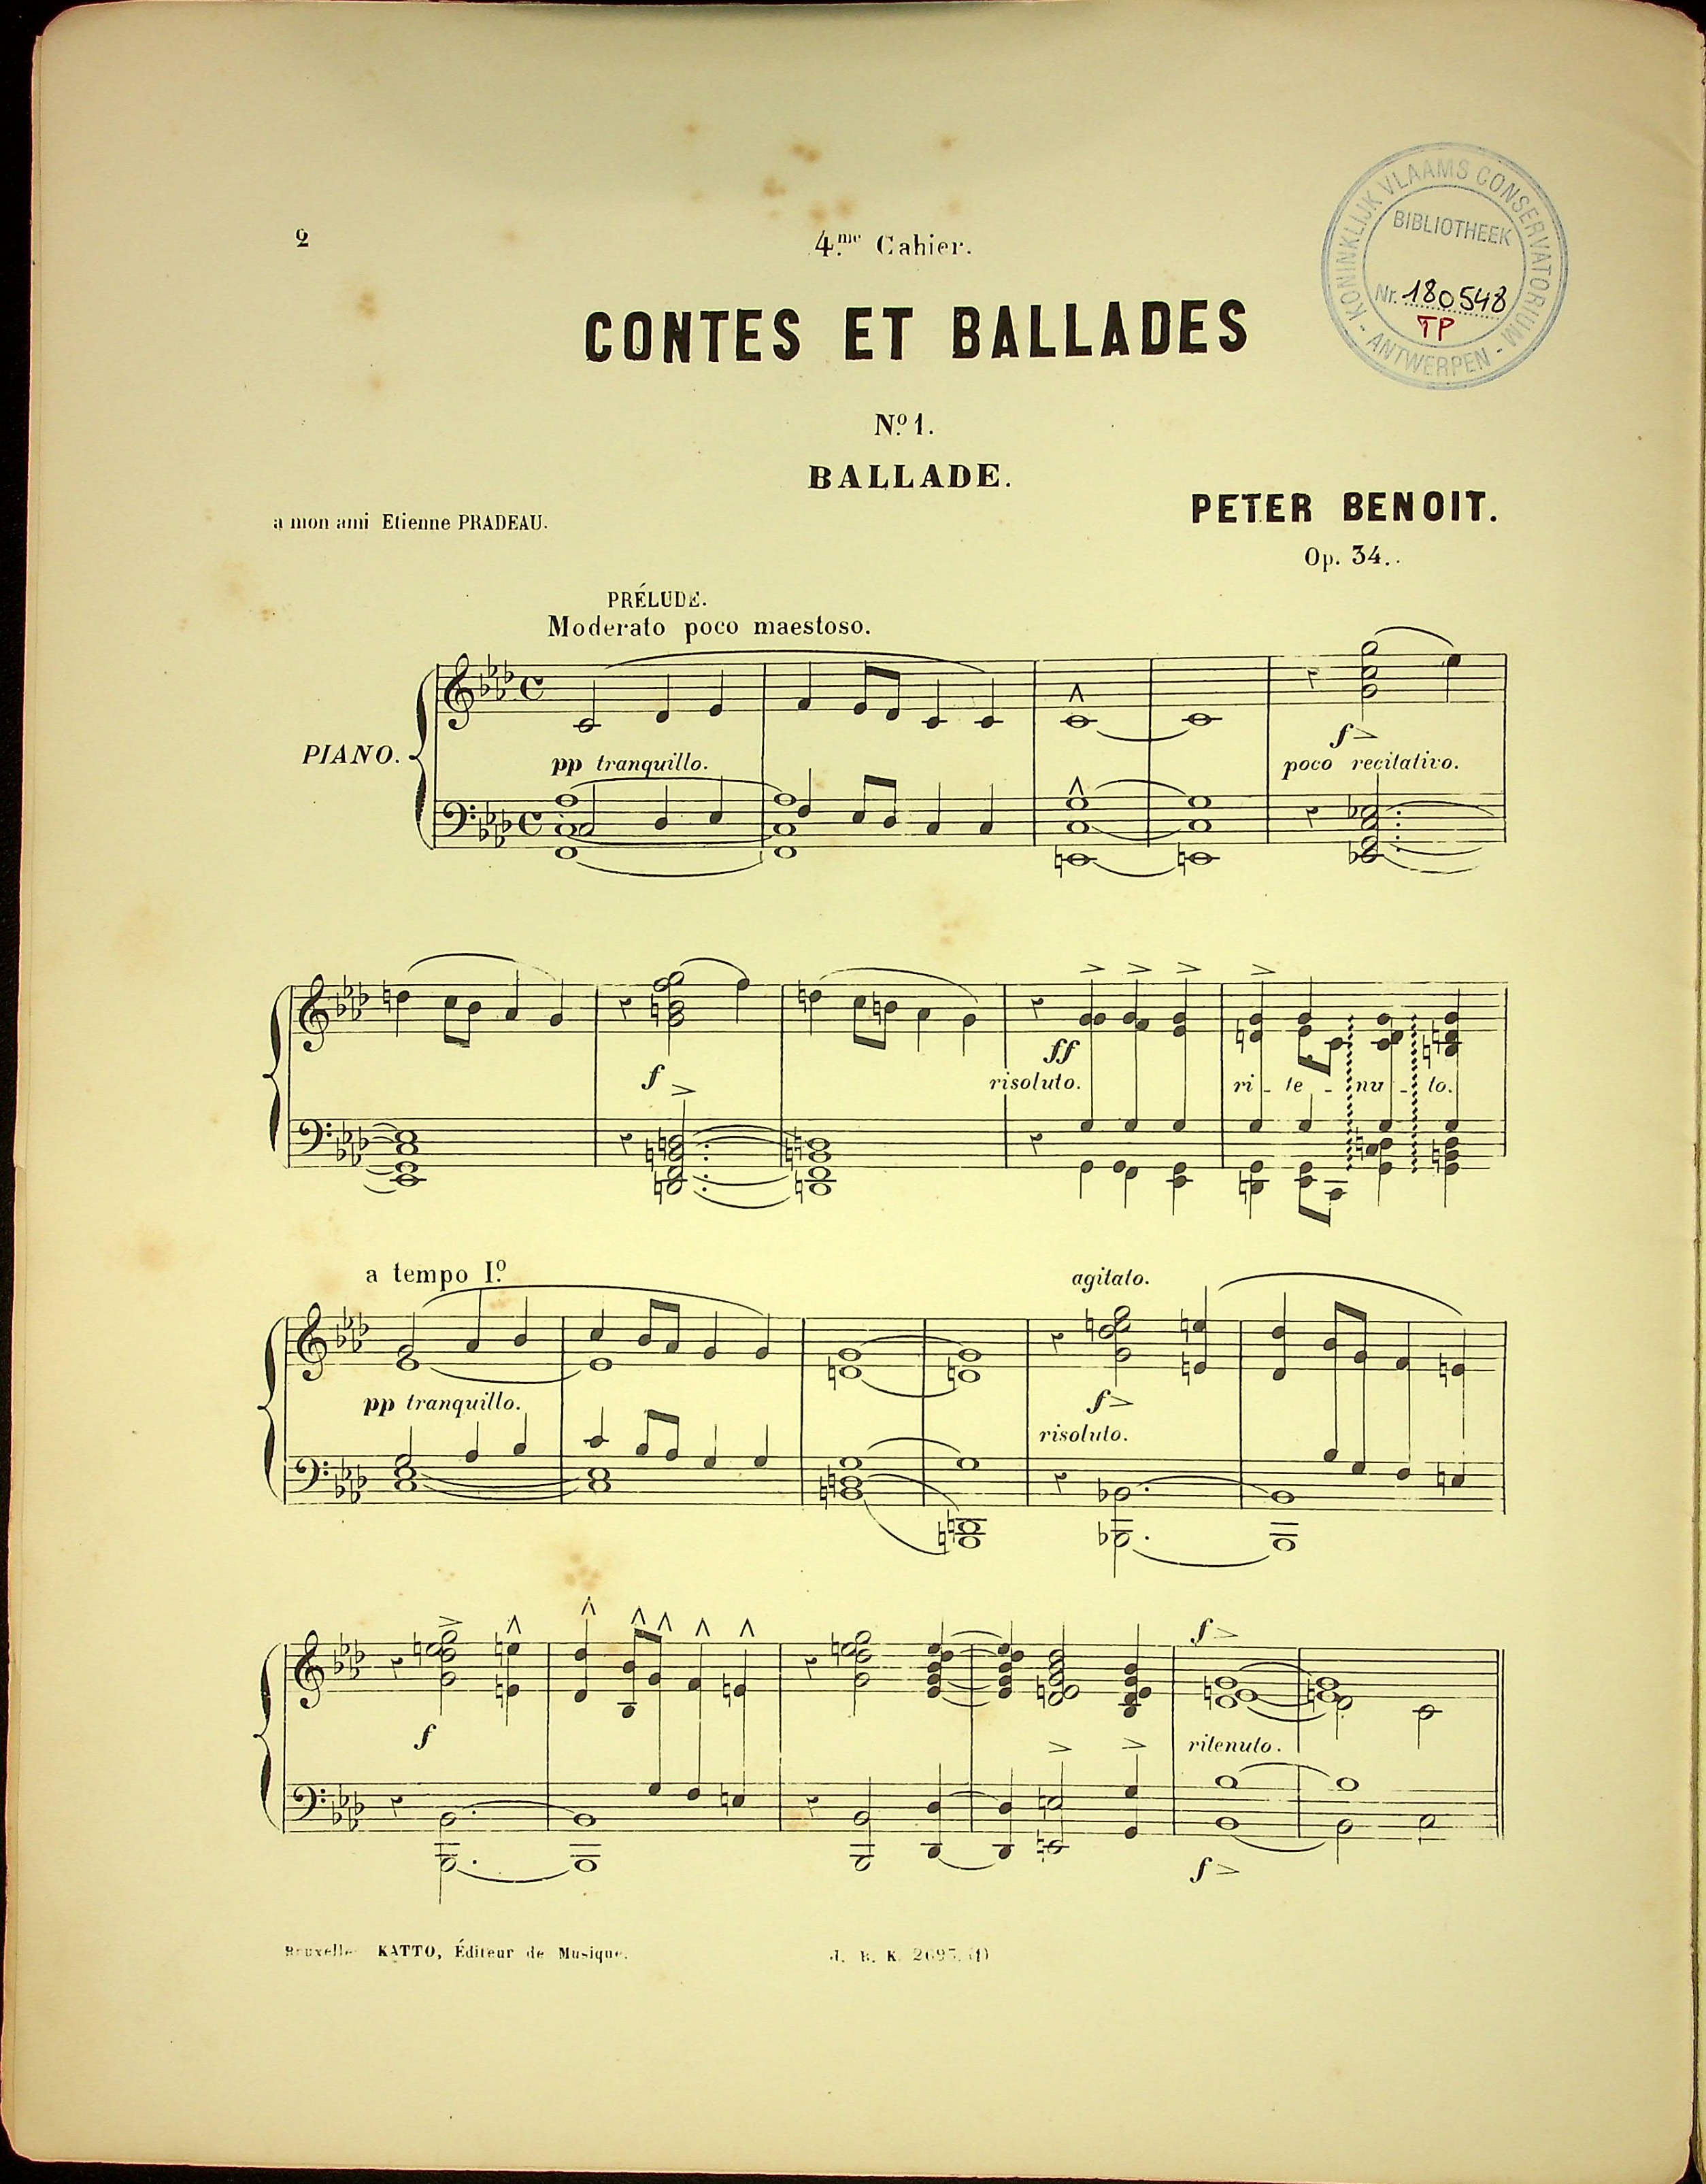 2
4.me Cahier.
KONINKLIJK VLAAMS CONSERVATORIUM - ANTWERPEN -
BIBLIOTHEEK
Nr. 180548
TP
CONTES ET BALLADES
Nº 1.
BALLADE.
a mon ami Etienne PRADEAU.
PETER BENOIT.
Op. 34..
PRÉLUDE.
Moderato poco maestoso.
PIANO.
pp tranquillo.
f
poco recitativo.
f
ff
risoluto.
ri - te - nu - to.
a tempo Iº.
agitato.
pp tranquillo.
f
risoluto.
f
f
ritenuto.
f
KATTO, Éditeur de Musique.
J. B. K. (1)